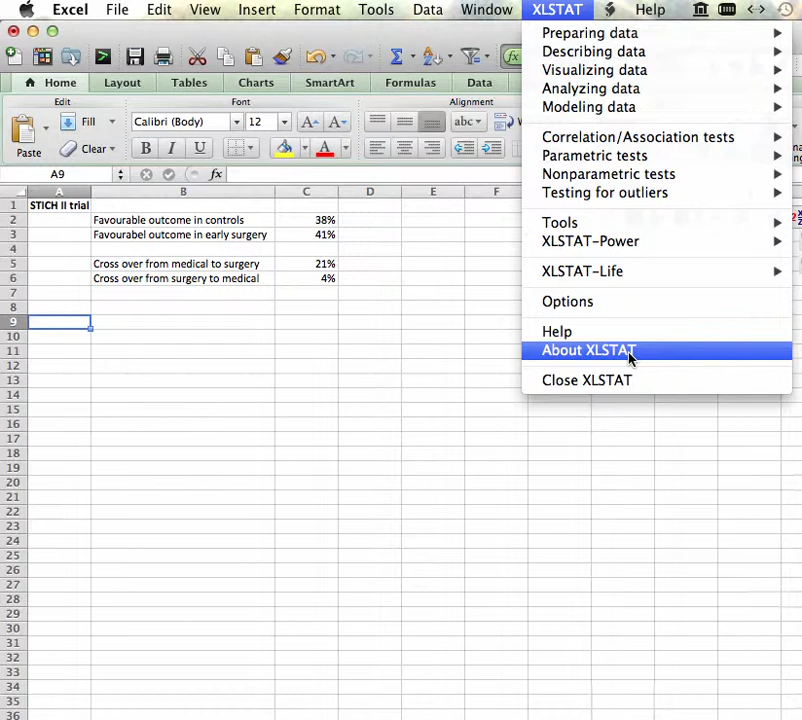 Excel File Edit View Insert Format Tools Data Window XLSTAT Help
Home Layout Tables Charts SmartArt Formulas Data
Edit Font Alignment
Fill Calibri (Body) 12 A A abc
Paste Clear B I U A
A9 fx
A B C D E F
1 STICH II trial
2 Favourable outcome in controls 38%
3 Favourabel outcome in early surgery 41%
4
5 Cross over from medical to surgery 21%
6 Cross over from surgery to medical 4%
7
8
9
10
11
12
13
14
15
16
17
18
19
20
21
22
23
24
25
26
27
28
29
30
31
32
33
34
35
36
Preparing data
Describing data
Visualizing data
Analyzing data
Modeling data
Correlation/Association tests
Parametric tests
Nonparametric tests
Testing for outliers
Tools
XLSTAT-Power
XLSTAT-Life
Options
Help
About XLSTAT
Close XLSTAT